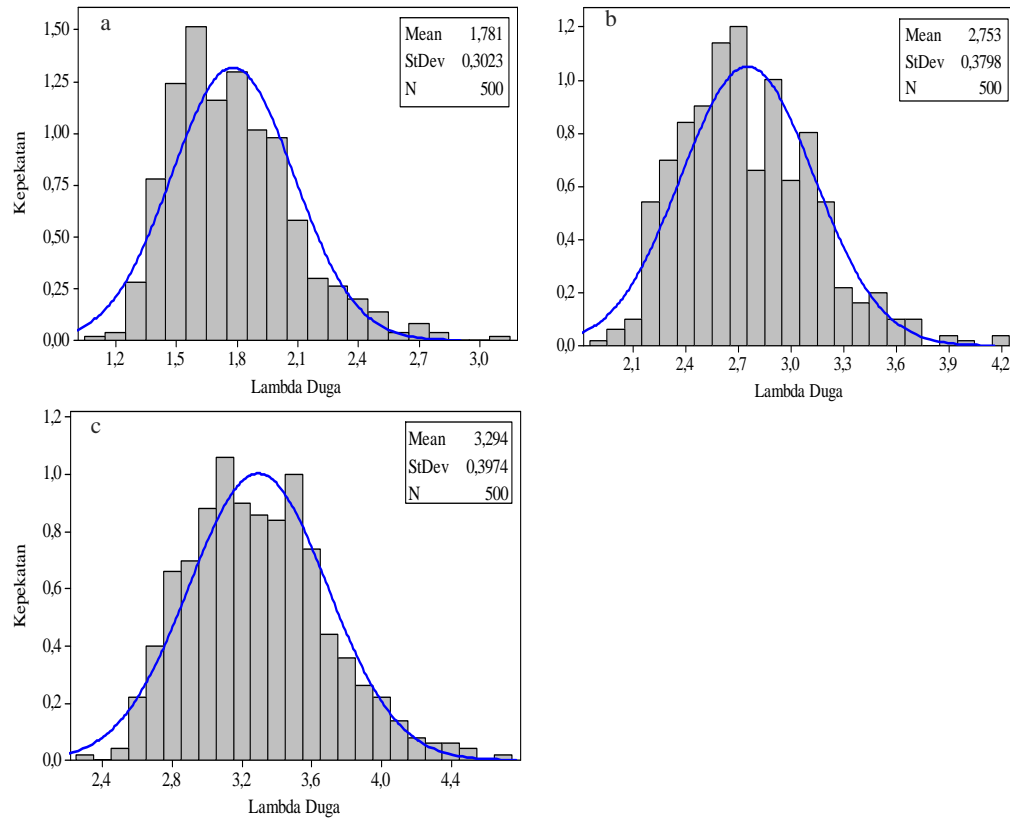 a
Mean 1,781
StDev 0,3023
N 500
Kepekatan
1,50
1,25
1,00
0,75
0,50
0,25
0,00
1,2 1,5 1,8 2,1 2,4 2,7 3,0
Lambda Duga
b
Mean 2,753
StDev 0,3798
N 500
1,2
1,0
0,8
0,6
0,4
0,2
0,0
2,1 2,4 2,7 3,0 3,3 3,6 3,9 4,2
Lambda Duga
c
Mean 3,294
StDev 0,3974
N 500
Kepekatan
1,2
1,0
0,8
0,6
0,4
0,2
0,0
2,4 2,8 3,2 3,6 4,0 4,4
Lambda Duga